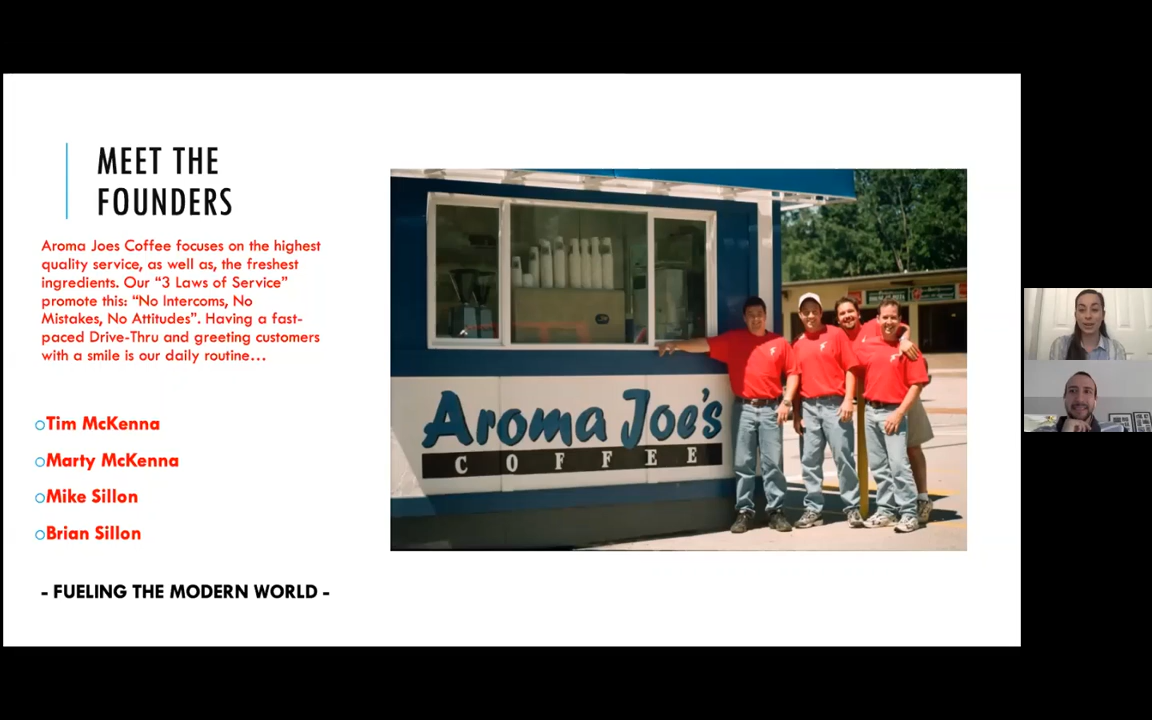 MEET THE
FOUNDERS
Aroma Joes Coffee focuses on the highest
quality service, as well as, the freshest
ingredients. Our “3 Laws of Service”
promote this: “No Intercoms, No
Mistakes, No Attitudes”. Having a fast-
paced Drive-Thru and greeting customers
with a smile is our daily routine…
Tim McKenna
Marty McKenna
Mike Sillon
Brian Sillon
- FUELING THE MODERN WORLD -
Aroma Joe's
COFFEE